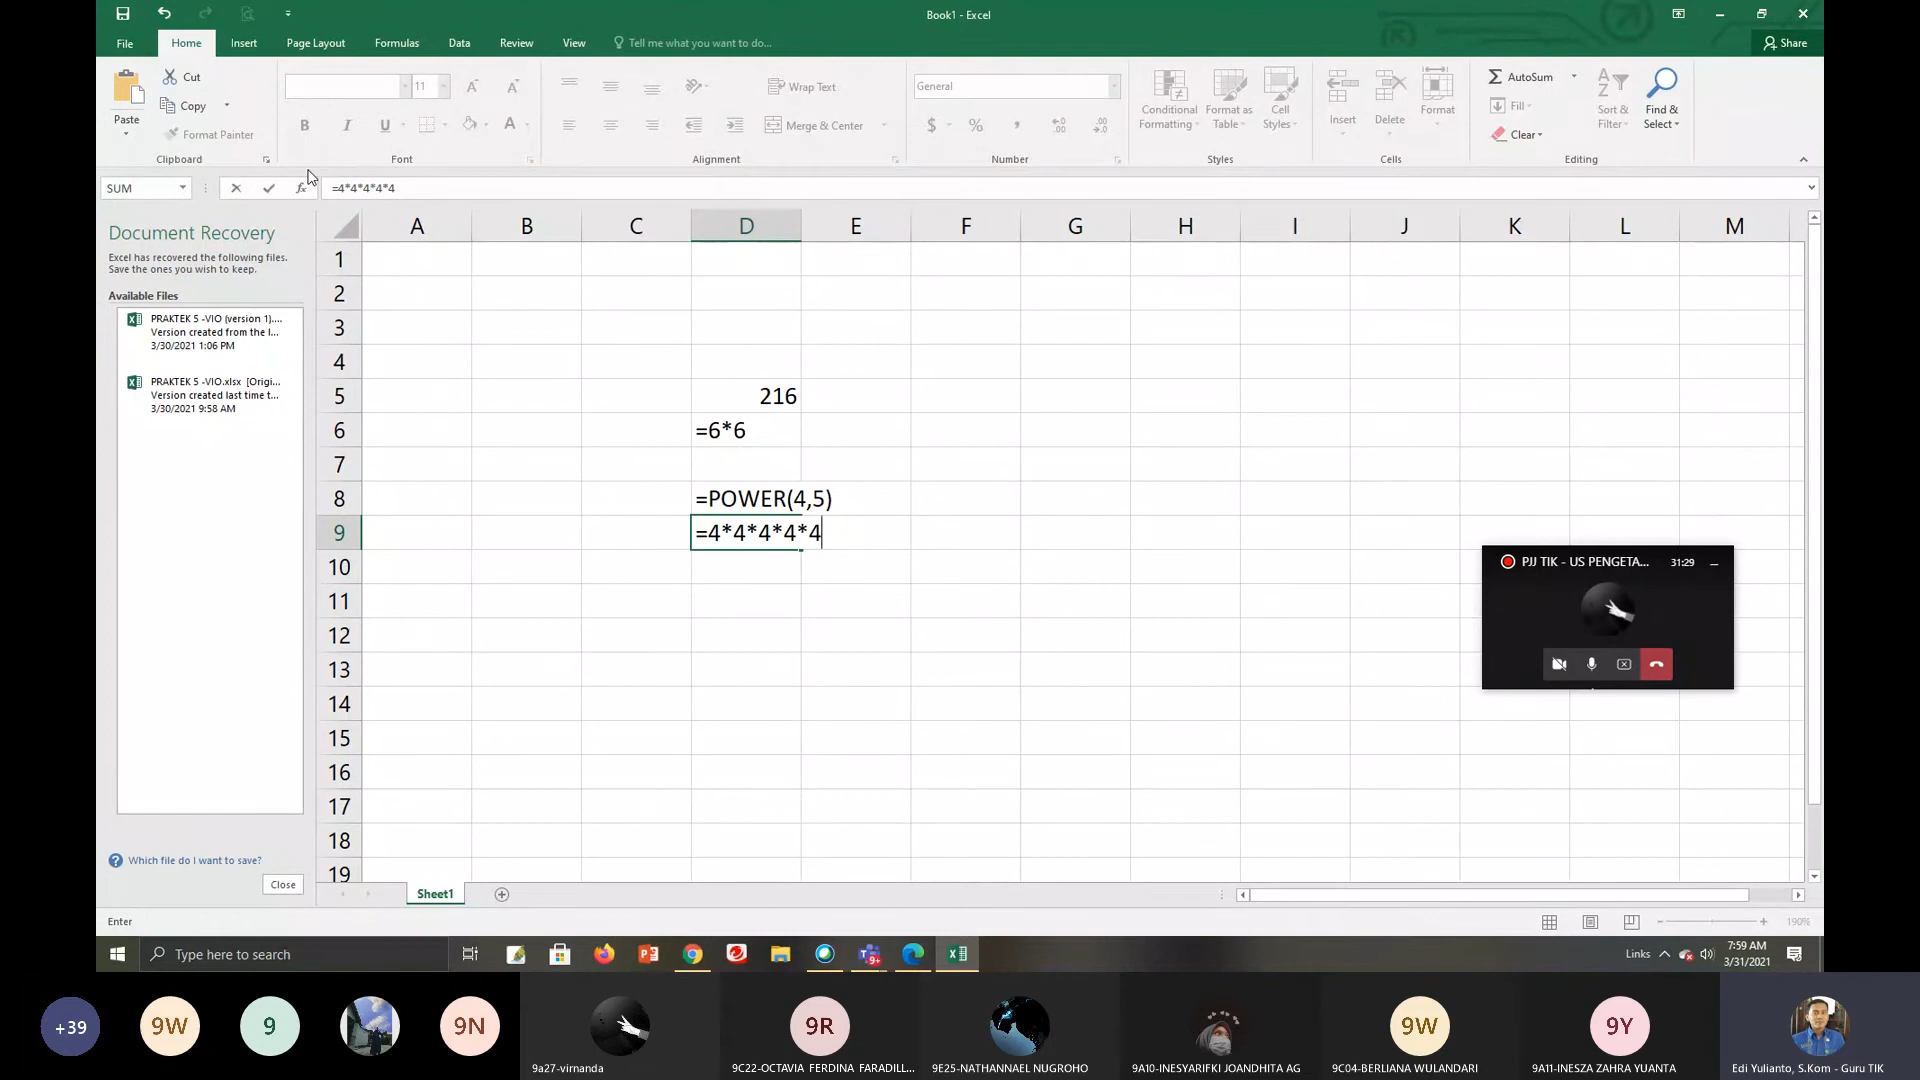 Book1 - Excel
File Home Insert Page Layout Formulas Data Review View Tell me what you want to do... Share
Paste
Cut
Copy
Format Painter
Clipboard
11
B I U A
Font
Wrap Text
Merge & Center
Alignment
General
$ % ,
Number
Conditional Formatting
Format as Table
Cell Styles
Styles
Insert Delete Format
Cells
AutoSum
Fill
Clear
Sort & Filter
Find & Select
Editing
SUM
fx
=4*4*4*4*4
Document Recovery
Excel has recovered the following files.
Save the ones you wish to keep.
Available Files
PRAKTEK 5 -VIO (version 1)....
Version created from the l...
3/30/2021 1:06 PM
PRAKTEK 5 -VIO.xlsx [Origi...
Version created last time t...
3/30/2021 9:58 AM
Which file do I want to save?
Close
A B C D E F G H I J K L M
1
2
3
4
5 216
6 =6*6
7
8 =POWER(4,5)
9 =4*4*4*4*4
10
11
12
13
14
15
16
17
18
19
PJJ TIK - US PENGETA... 31:29
Sheet1
Enter
190%
Type here to search
9+
Links
7:59 AM
3/31/2021
+39
9W
9
9N
9a27-virnanda
9R
9C22-OCTAVIA FERDINA FARADILL...
9E25-NATHANNAEL NUGROHO
9A10-INESYARIFKI JOANDHITA AG
9W
9C04-BERLIANA WULANDARI
9Y
9A11-INESZA ZAHRA YUANTA
Edi Yulianto, S.Kom - Guru TIK